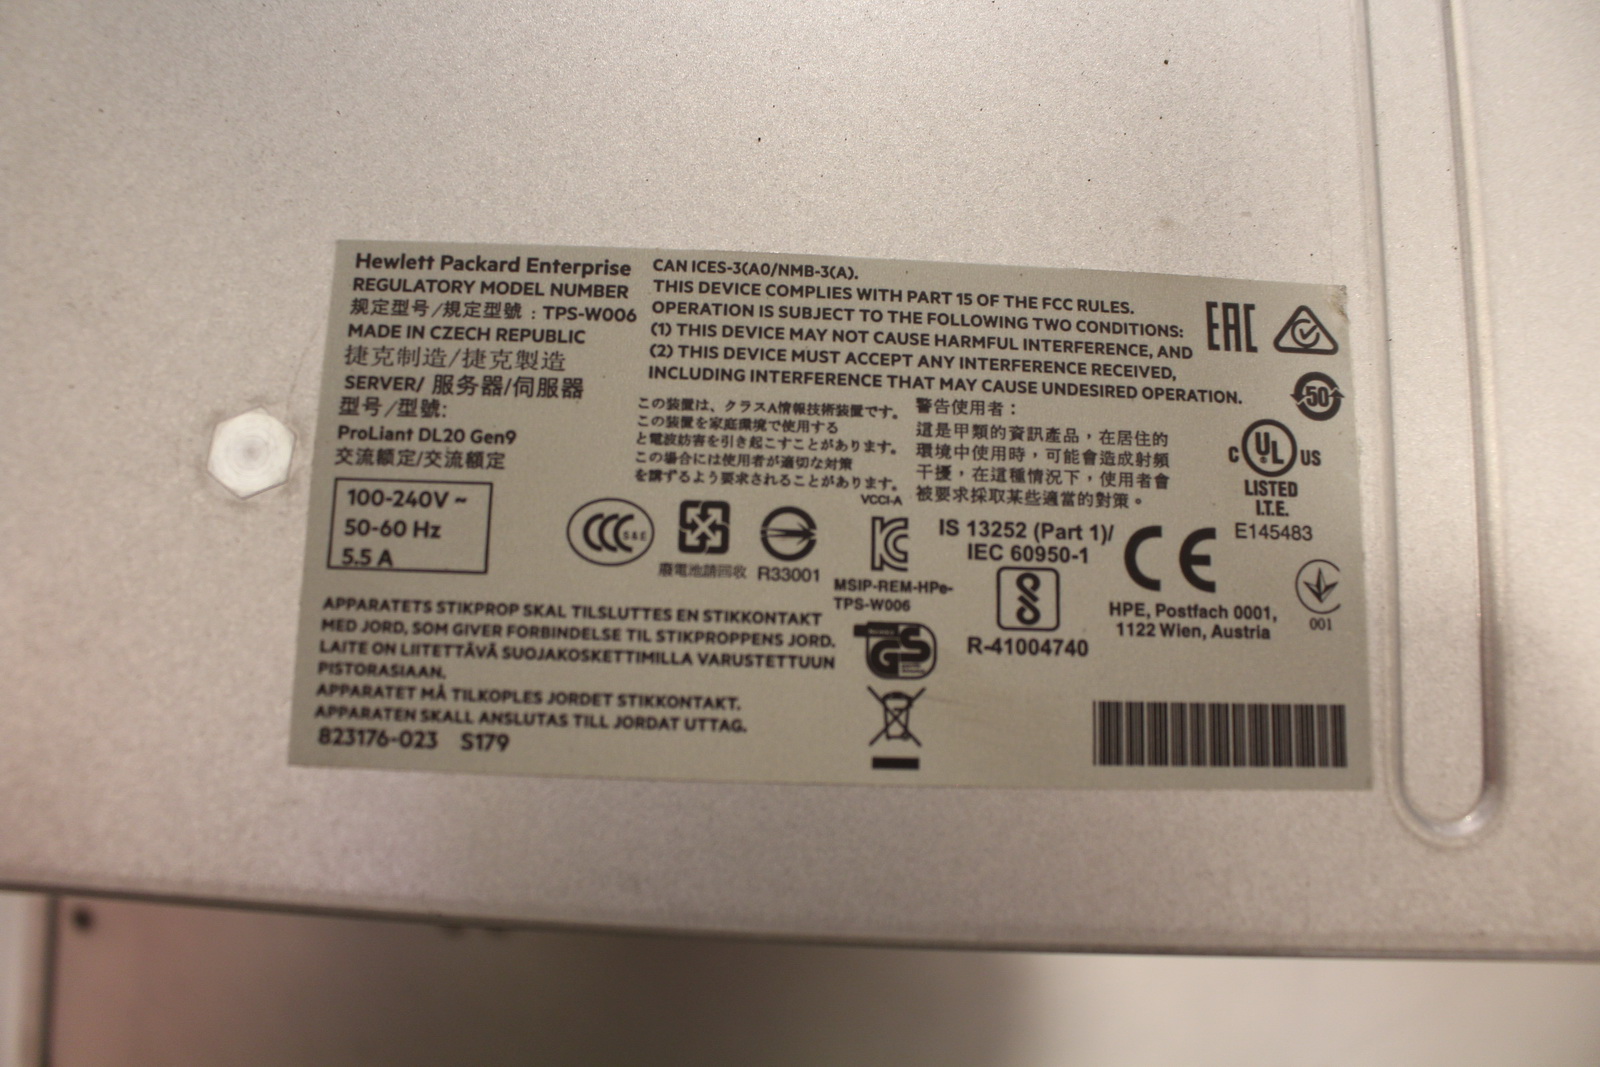 Hewlett Packard Enterprise
REGULATORY MODEL NUMBER
规定型号/規定型號 : TPS-W006
MADE IN CZECH REPUBLIC
捷克制造/捷克製造
SERVER/ 服务器/伺服器
型号/型號:
ProLiant DL20 Gen9
交流额定/交流額定
100-240V ~
50-60 Hz
5.5 A
CAN ICES-3(A0/NMB-3(A).
THIS DEVICE COMPLIES WITH PART 15 OF THE FCC RULES.
OPERATION IS SUBJECT TO THE FOLLOWING TWO CONDITIONS:
(1) THIS DEVICE MAY NOT CAUSE HARMFUL INTERFERENCE, AND
(2) THIS DEVICE MUST ACCEPT ANY INTERFERENCE RECEIVED,
INCLUDING INTERFERENCE THAT MAY CAUSE UNDESIRED OPERATION.
この装置は、クラスA情報技術装置です。
この装置を家庭環境で使用する
と電波妨害を引き起こすことがあります。
この場合には使用者が適切な対策
を講ずるよう要求されることがあります。
VCCI-A
警告使用者：
這是甲類的資訊產品，在居住的
環境中使用時，可能會造成射頻
干擾，在這種情況下，使用者會
被要求採取某些適當的對策。
EAC
50
C UL US
LISTED
I.T.E.
E145483
CCC S&E
廢電池請回收
R33001
MSIP-REM-HPe-
TPS-W006
IS 13252 (Part 1)/
IEC 60950-1
R-41004740
CE
HPE, Postfach 0001,
1122 Wien, Austria
001
GS
APPARATETS STIKPROP SKAL TILSLUTTES EN STIKKONTAKT
MED JORD, SOM GIVER FORBINDELSE TIL STIKPROPPENS JORD.
LAITE ON LIITETTÄVÄ SUOJAKOSKETTIMILLA VARUSTETTUUN
PISTORASIAAN.
APPARATET MÅ TILKOPLES JORDET STIKKONTAKT.
APPARATEN SKALL ANSLUTAS TILL JORDAT UTTAG.
823176-023 S179